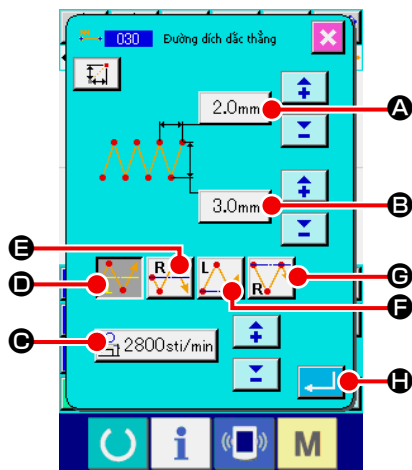 030 Đường dích dắc thẳng
2.0mm
A
3.0mm
B
E
R
L
R
G
D
F
C
2800sti/min
H
i
M